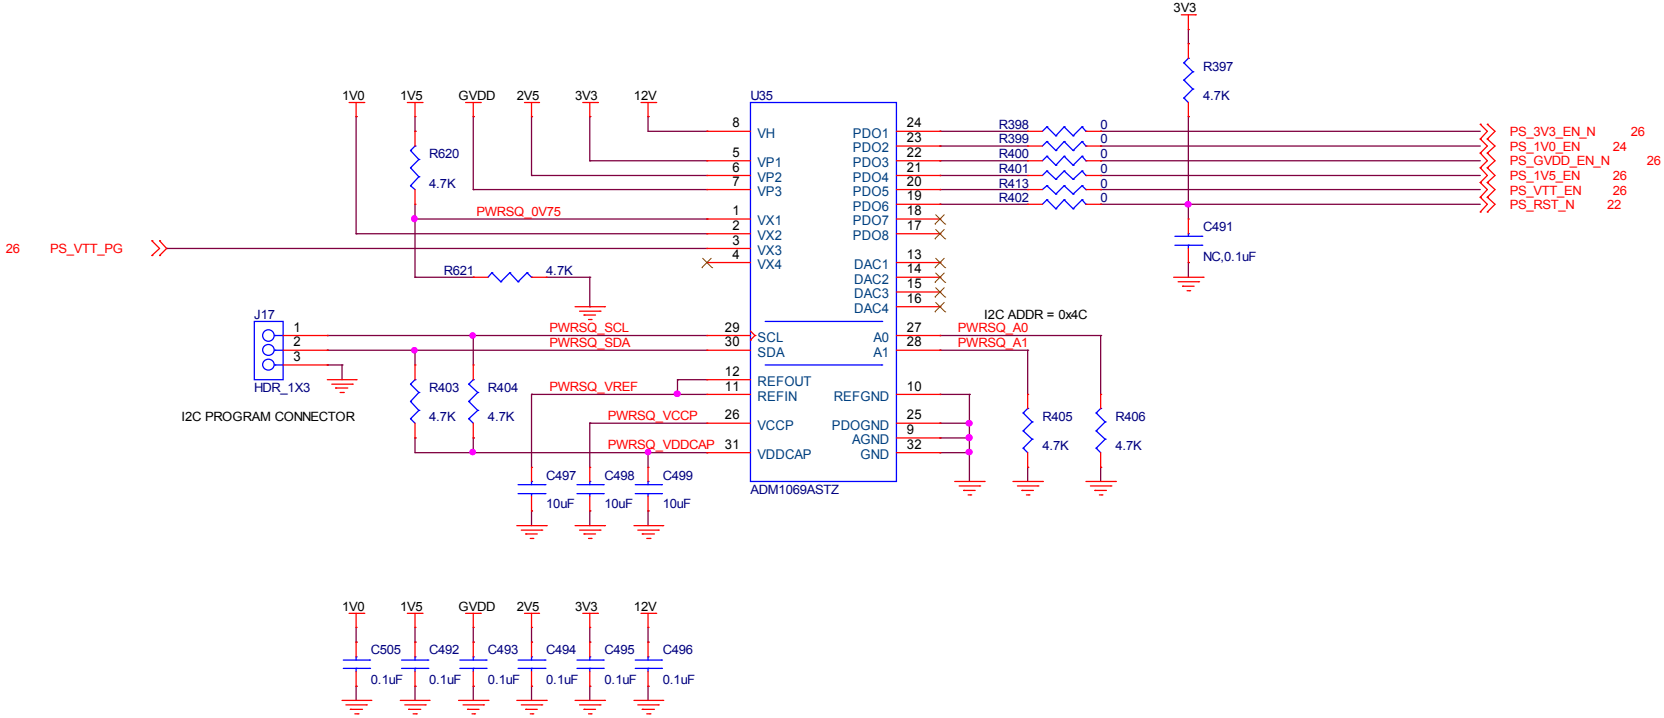 3V3
R397
4.7K
1V0 1V5 GVDD 2V5 3V3 12V
U35
R620
4.7K
8 VH
5 VP1
6 VP2
7 VP3
PWRSQ_0V75 1 VX1
2 VX2
26 PS_VTT_PG 3 VX3
4 VX4
R621 4.7K
PDO1 24 R398 0 PS_3V3_EN_N 26
PDO2 23 R399 0 PS_1V0_EN 24
PDO3 22 R400 0 PS_GVDD_EN_N 26
PDO4 21 R401 0 PS_1V5_EN 26
PDO5 20 R413 0 PS_VTT_EN 26
PDO6 19 R402 0 PS_RST_N 22
PDO7 18
PDO8 17
C491
NC,0.1uF
DAC1 13
DAC2 14
DAC3 15
DAC4 16
I2C ADDR = 0x4C
J17
1 PWRSQ_SCL 29 SCL
2 PWRSQ_SDA 30 SDA
3
HDR_1X3
I2C PROGRAM CONNECTOR
A0 27 PWRSQ_A0
A1 28 PWRSQ_A1
R403 R404
4.7K 4.7K
12 REFOUT
PWRSQ_VREF 11 REFIN
PWRSQ_VCCP 26 VCCP
PWRSQ_VDDCAP 31 VDDCAP
REFGND 10
PDOGND 25
AGND 9
GND 32
R405 R406
4.7K 4.7K
ADM1069ASTZ
C497 C498 C499
10uF 10uF 10uF
1V0 1V5 GVDD 2V5 3V3 12V
C505 C492 C493 C494 C495 C496
0.1uF 0.1uF 0.1uF 0.1uF 0.1uF 0.1uF